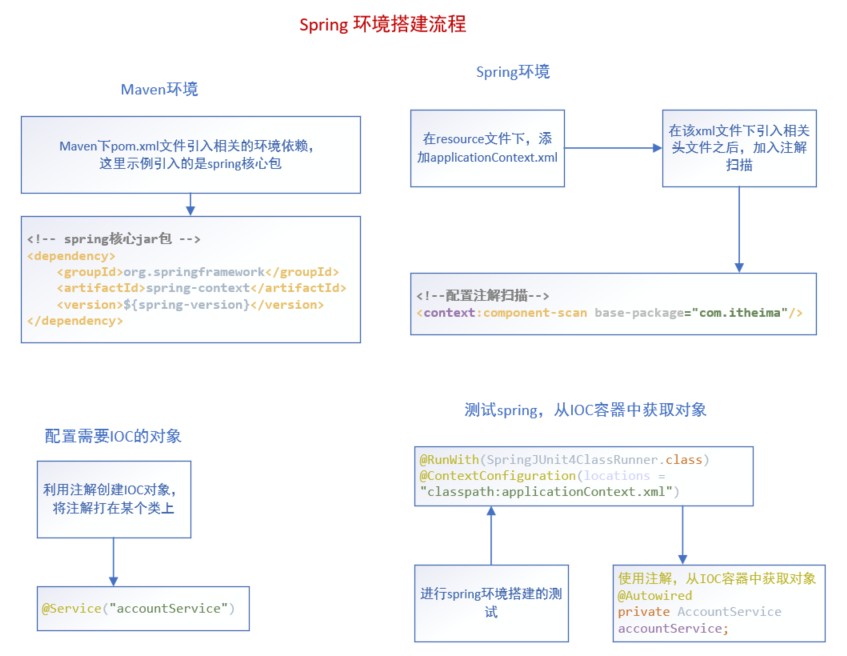 Spring 环境搭建流程
Maven环境
Maven下pom.xml文件引入相关的环境依赖，
这里示例引入的是spring核心包
<!-- spring核心jar包 -->
<dependency>
<groupId>org.springframework</groupId>
<artifactId>spring-context</artifactId>
<version>${spring-version}</version>
</dependency>
Spring环境
在resource文件下，添
加applicationContext.xml
在该xml文件下引入相关
头文件之后，加入注解
扫描
<!--配置注解扫描-->
<context:component-scan base-package="com.itheima"/>
配置需要IOC的对象
利用注解创建IOC对象，
将注解打在某个类上
@Service("accountService")
测试spring，从IOC容器中获取对象
@RunWith(SpringJUnit4ClassRunner.class)
@ContextConfiguration(locations =
"classpath:applicationContext.xml")
进行spring环境搭建的测
试
使用注解，从IOC容器中获取对象
@Autowired
private AccountService
accountService;